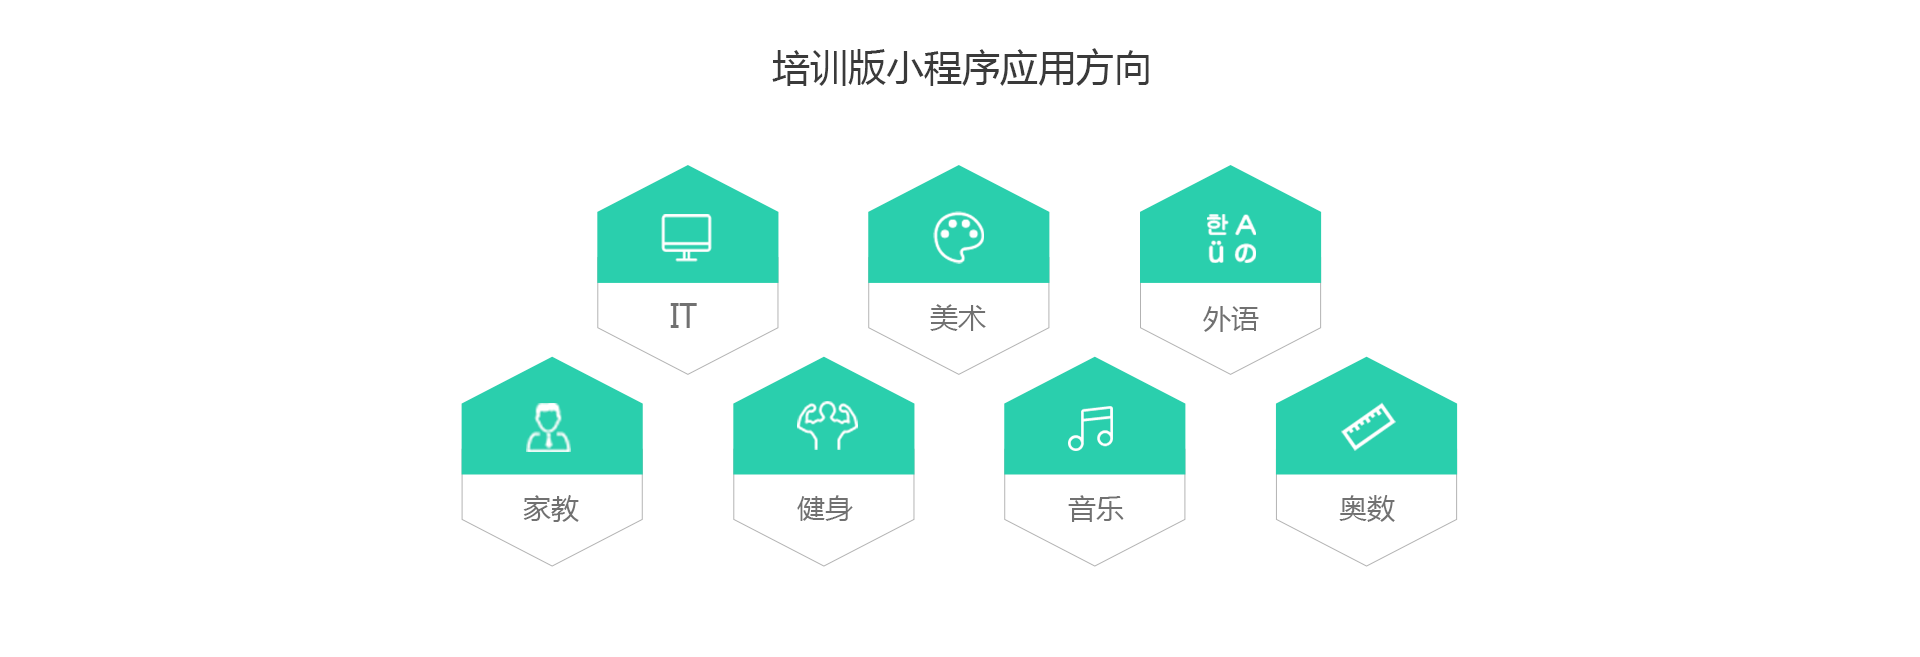 培训版小程序应用方向
한 A
ü の
IT
美术
外语
家教
健身
音乐
奥数